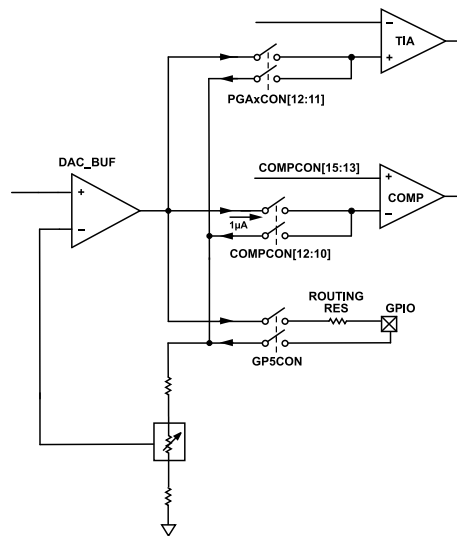 TIA
PGAxCON[12:11]
DAC_BUF
COMPCON[15:13]
COMP
1µA
COMPCON[12:10]
ROUTING
RES
GPIO
GP5CON